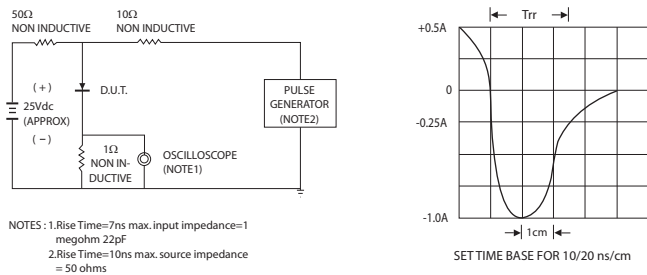 50Ω
NON INDUCTIVE
10Ω
NON INDUCTIVE
(+)
25Vdc
(APPROX)
(−)
D.U.T.
PULSE
GENERATOR
(NOTE2)
1Ω
NON IN-
DUCTIVE
OSCILLOSCOPE
(NOTE1)
NOTES : 1.Rise Time=7ns max. input impedance=1
megohm 22pF
2.Rise Time=10ns max. source impedance
= 50 ohms
Trr
+0.5A
0
-0.25A
-1.0A
1cm
SET TIME BASE FOR 10/20 ns/cm